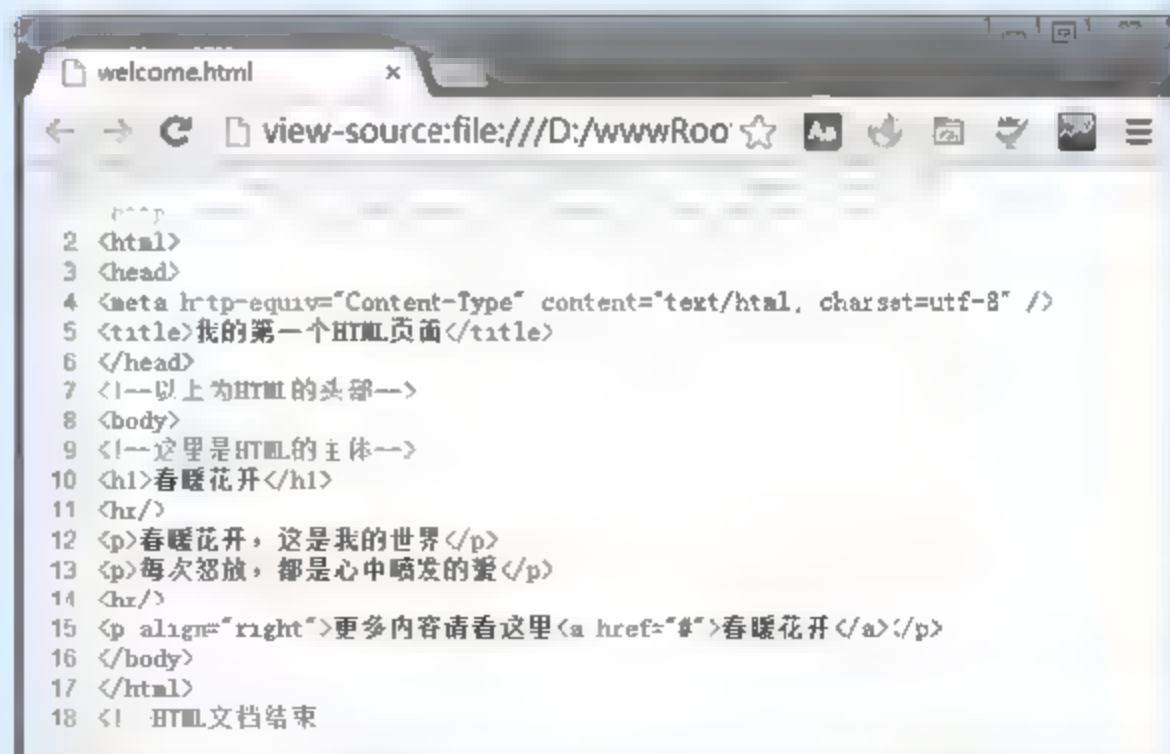 welcome.html ×
view-source:file:///D:/wwwRoo
2 <html>
3 <head>
4 <meta http-equiv="Content-Type" content="text/html; charset=utf-8" />
5 <title>我的第一个HTML页面</title>
6 </head>
7 <!--以上为HTML的头部-->
8 <body>
9 <!--这里是HTML的主体-->
10 <h1>春暖花开</h1>
11 <hr/>
12 <p>春暖花开，这是我的世界</p>
13 <p>每次怒放，都是心中喷发的爱</p>
14 <hr/>
15 <p align="right">更多内容请看这里<a href="#">春暖花开</a></p>
16 </body>
17 </html>
18 <! HTML文档结束